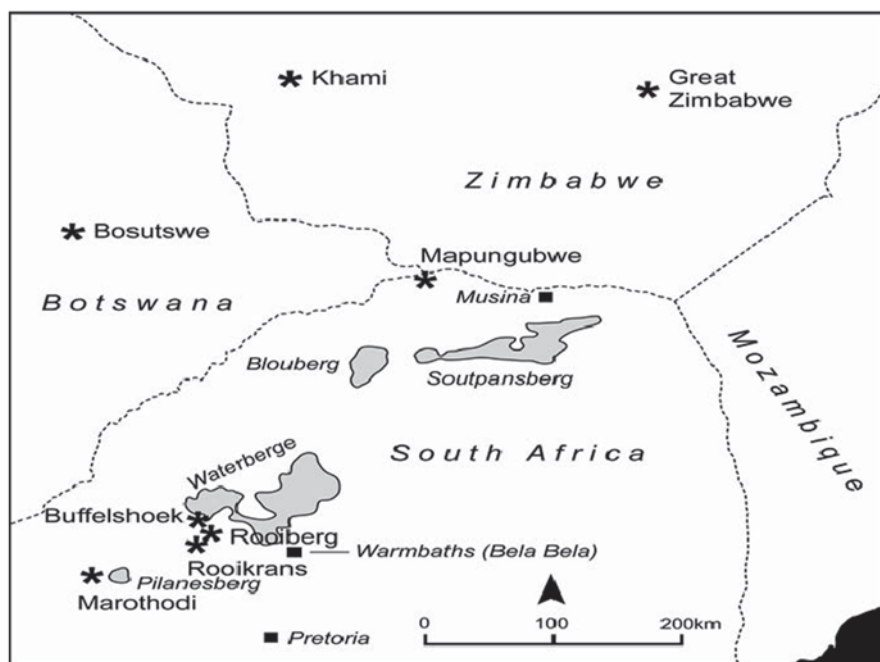 Khami
Great
Zimbabwe
Zimbabwe
Bosutswe
Mapungubwe
Botswana
Musina
Blouberg
Soutpansberg
Mozambique
South Africa
Waterberge
Buffelshoek
Rooiberg
Rooikrans
Warmbaths (Bela Bela)
Pilanesberg
Marothodi
0 100 200km
Pretoria